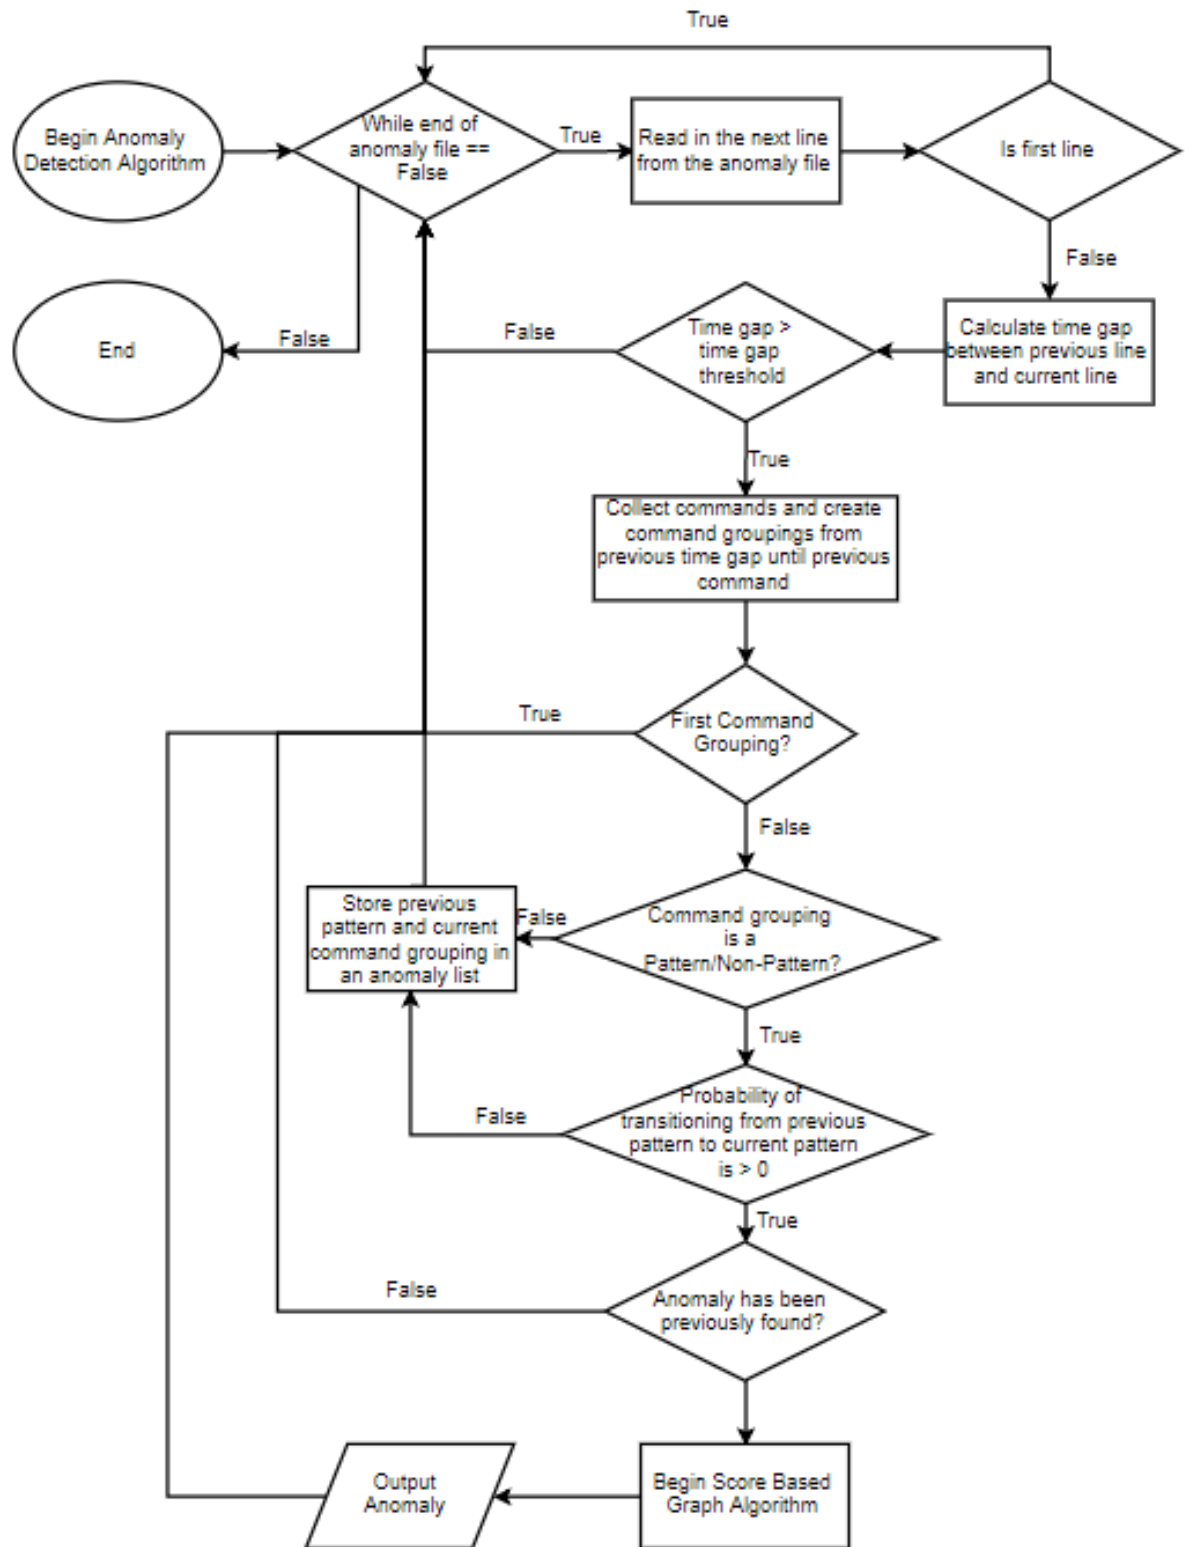 True
Begin Anomaly
Detection Algorithm
While end of
anomaly file ==
False
True
Read in the next line
from the anomaly file
Is first line
False
End
False
False
Time gap >
time gap
threshold
Calculate time gap
between previous line
and current line
True
Collect commands and create
command groupings from
previous time gap until previous
command
True
First Command
Grouping?
False
Store previous
pattern and current
command grouping in
an anomaly list
False
Command grouping
is a
Pattern/Non-Pattern?
True
False
Probability of
transitioning from previous
pattern to current pattern
is > 0
True
False
Anomaly has been
previously found?
Output
Anomaly
Begin Score Based
Graph Algorithm